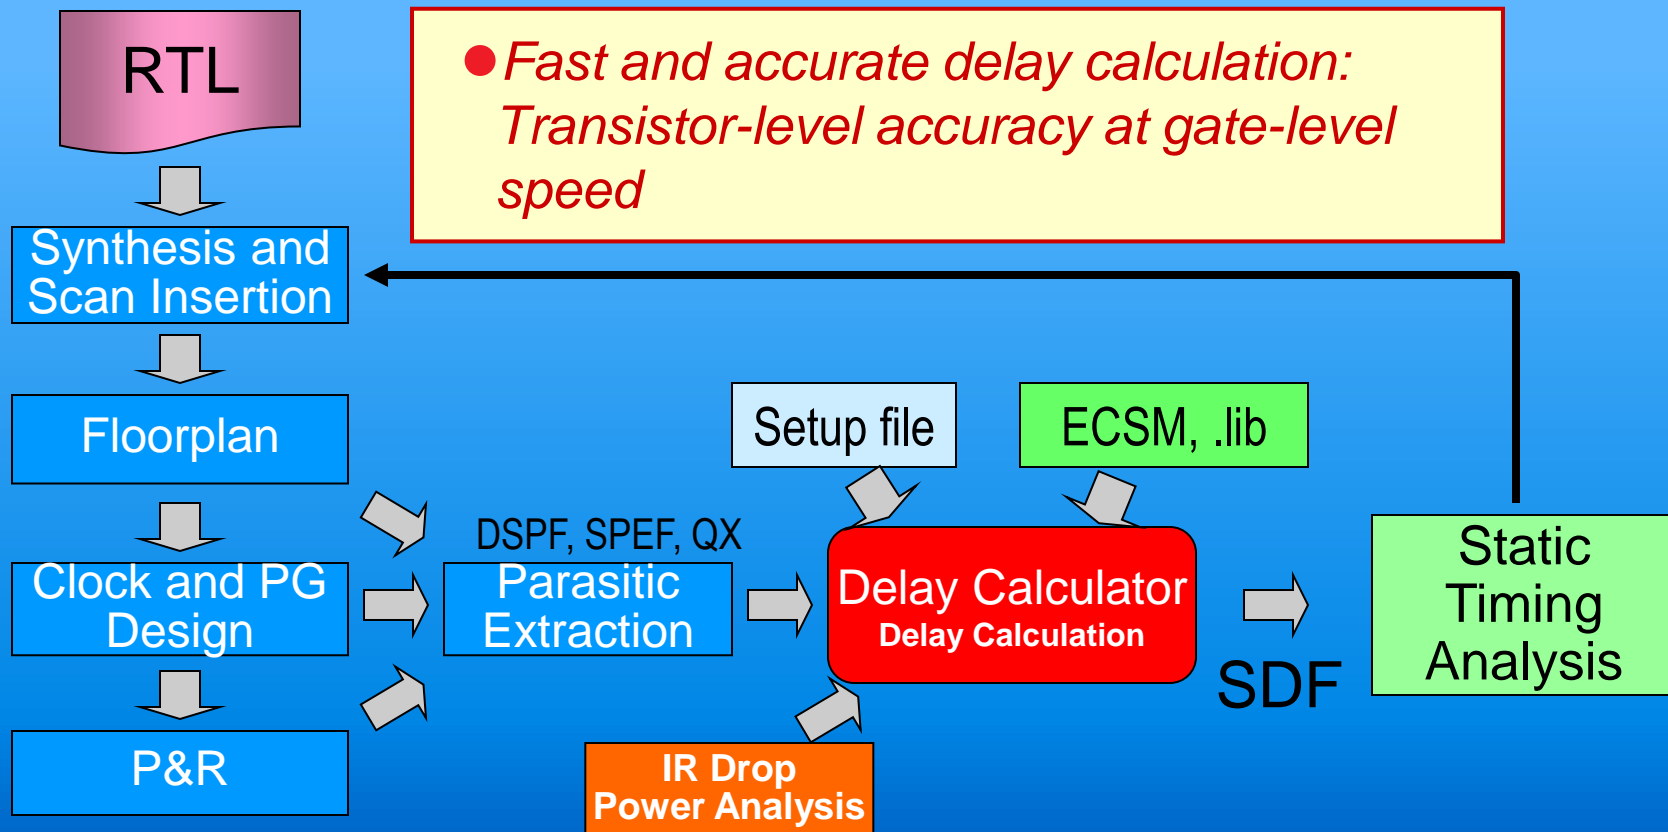 RTL
Fast and accurate delay calculation:
Transistor-level accuracy at gate-level
speed
Synthesis and
Scan Insertion
Floorplan
Setup file
ECSM, .lib
DSPF, SPEF, QX
Clock and PG
Design
Parasitic
Extraction
Delay Calculator
Delay Calculation
SDF
Static
Timing
Analysis
P&R
IR Drop
Power Analysis